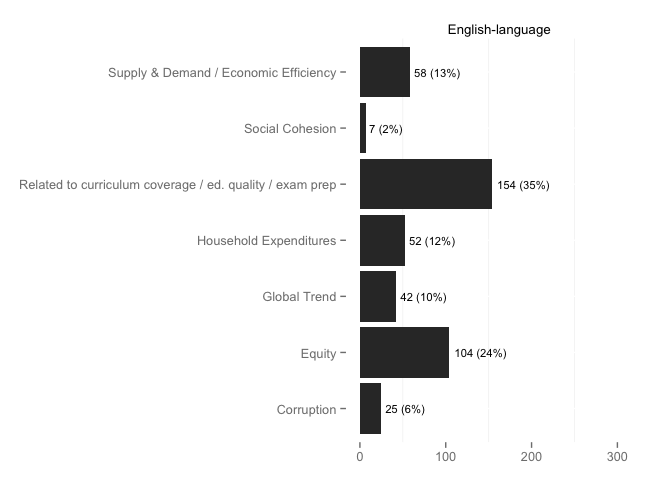 English-language
Supply & Demand / Economic Efficiency
58 (13%)
Social Cohesion
7 (2%)
Related to curriculum coverage / ed. quality / exam prep
154 (35%)
Household Expenditures
52 (12%)
Global Trend
42 (10%)
Equity
104 (24%)
Corruption
25 (6%)
0 100 200 300